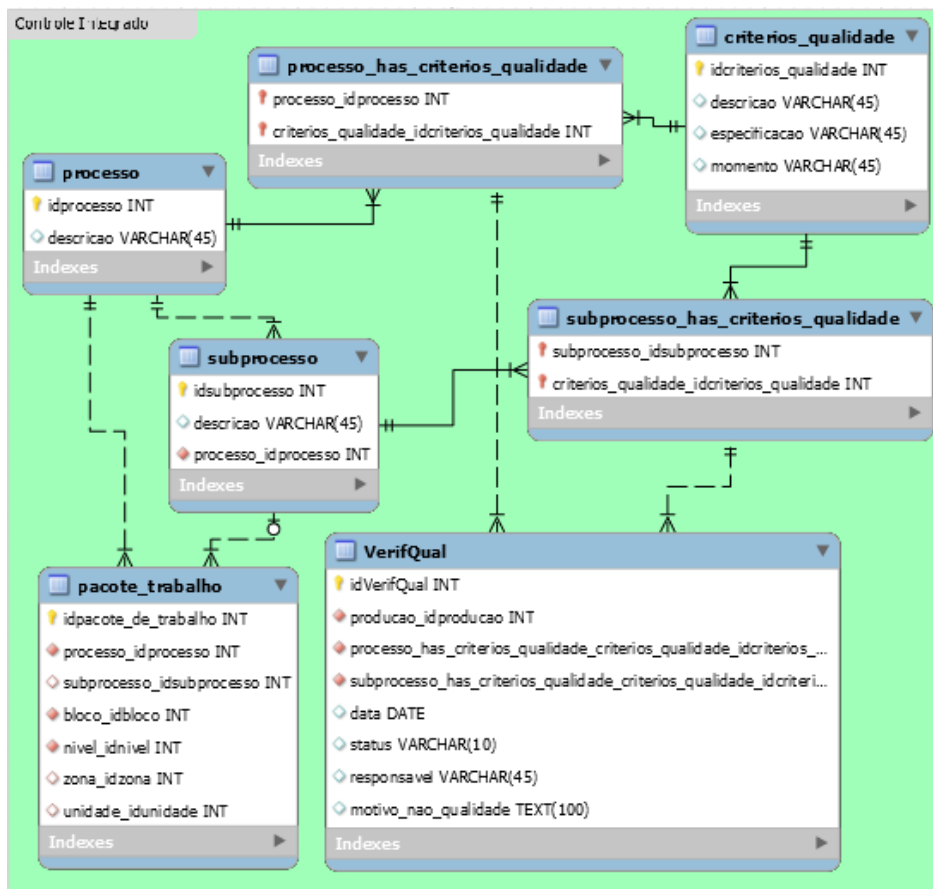 Controle Integrado
processo_has_criterios_qualidade
processo_idprocesso INT
criterios_qualidade_idcriterios_qualidade INT
Indexes
criterios_qualidade
idcriterios_qualidade INT
descricao VARCHAR(45)
especificacao VARCHAR(45)
momento VARCHAR(45)
Indexes
processo
idprocesso INT
descricao VARCHAR(45)
Indexes
subprocesso_has_criterios_qualidade
subprocesso_idsubprocesso INT
criterios_qualidade_idcriterios_qualidade INT
Indexes
subprocesso
idsubprocesso INT
descricao VARCHAR(45)
processo_idprocesso INT
Indexes
pacote_trabalho
idpacote_de_trabalho INT
processo_idprocesso INT
subprocesso_idsubprocesso INT
bloco_idbloco INT
nivel_idnivel INT
zona_idzona INT
unidade_idunidade INT
Indexes
VerifQual
idVerifQual INT
producao_idproducao INT
processo_has_criterios_qualidade_criterios_qualidade_idcriterios_...
subprocesso_has_criterios_qualidade_criterios_qualidade_idcriteri...
data DATE
status VARCHAR(10)
responsavel VARCHAR(45)
motivo_nao_qualidade TEXT(100)
Indexes